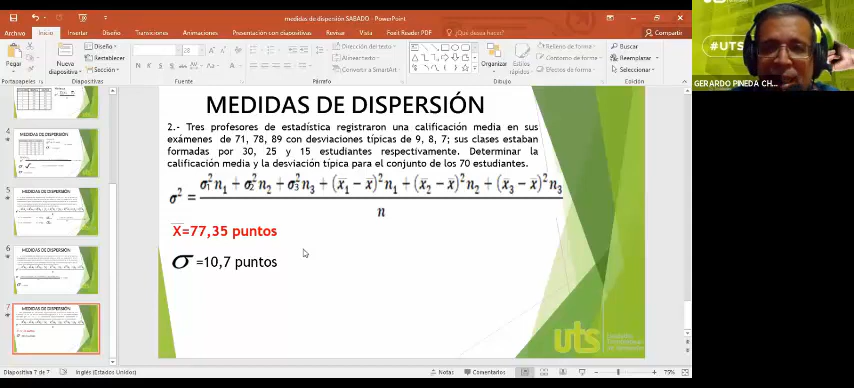 medidas de dispersión SABADO - PowerPoint
Archivo Inicio Insertar Diseño Transiciones Animaciones Presentación con diapositivas Revisar Vista Foxit Reader PDF ¿Qué desea hacer? Compartir
Pegar
Nueva diapositiva
Diseño
Restablecer
Sección
Dirección del texto
Alinear texto
Convertir a SmartArt
Organizar
Estilos rápidos
Relleno de forma
Contorno de forma
Efectos de forma
Buscar
Reemplazar
Seleccionar
Portapapeles
Diapositivas
Fuente
Párrafo
Dibujo
Edición
4
5
6
7
MEDIDAS DE DISPERSIÓN
2.- Tres profesores de estadística registraron una calificación media en sus
exámenes de 71, 78, 89 con desviaciones típicas de 9, 8, 7; sus clases estaban
formadas por 30, 25 y 15 estudiantes respectivamente. Determinar la
calificación media y la desviación típica para el conjunto de los 70 estudiantes.
σ² = (σ₁²n₁ + σ₂²n₂ + σ₃²n₃ + (x̄₁ − x̄)²n₁ + (x̄₂ − x̄)²n₂ + (x̄₃ − x̄)²n₃) / n
X̄=77,35 puntos
σ =10,7 puntos
uts
Diapositiva 7 de 7 Inglés (Estados Unidos) Notas Comentarios 75%
#UTS
GERARDO PINEDA CH...